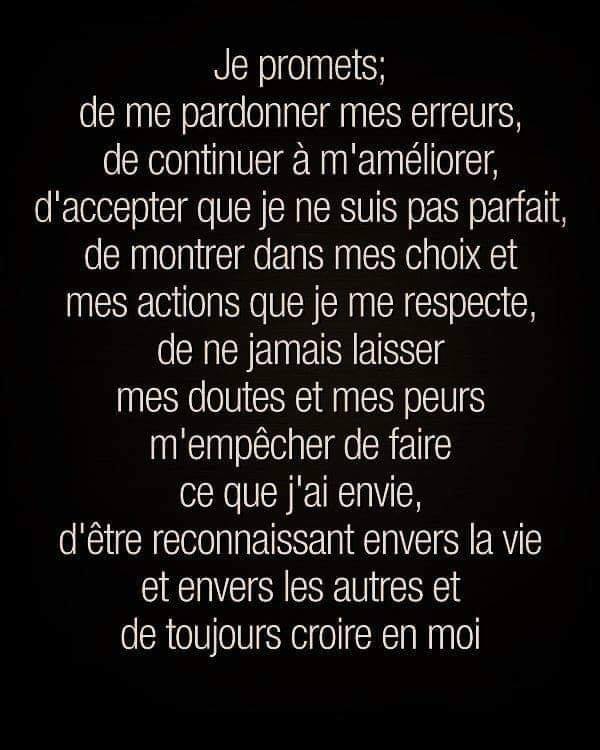 Je promets;
de me pardonner mes erreurs,
de continuer à m'améliorer,
d'accepter que je ne suis pas parfait,
de montrer dans mes choix et
mes actions que je me respecte,
de ne jamais laisser
mes doutes et mes peurs
m'empêcher de faire
ce que j'ai envie,
d'être reconnaissant envers la vie
et envers les autres et
de toujours croire en moi